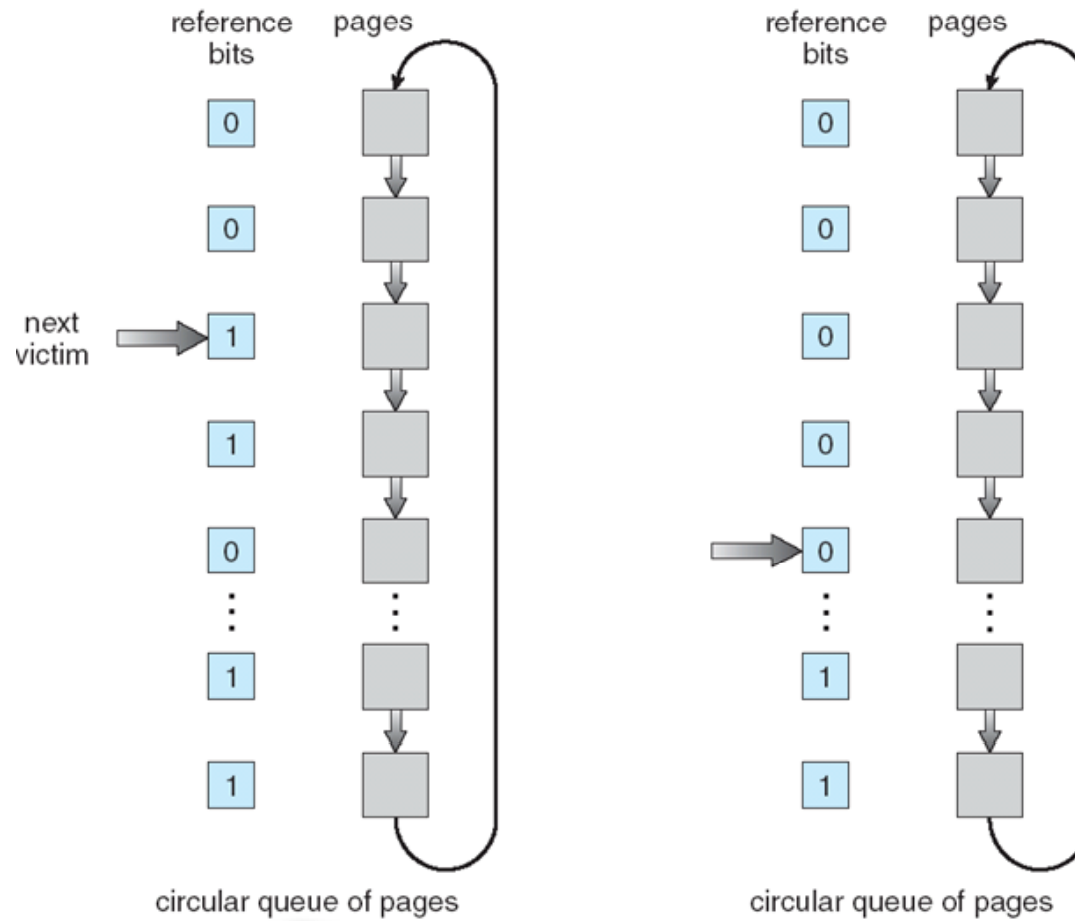 reference pages
bits
0
0
next
victim
1
1
0
1
1
circular queue of pages
reference pages
bits
0
0
0
0
0
1
1
circular queue of pages